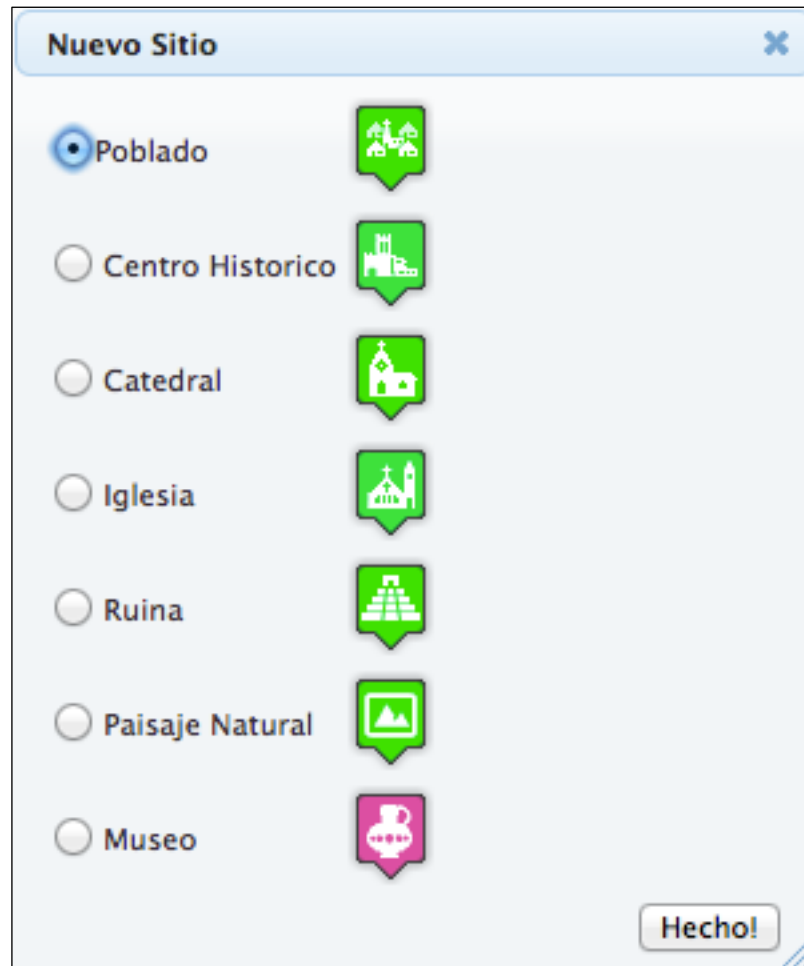 Nuevo Sitio
Poblado
Centro Historico
Catedral
Iglesia
Ruina
Paisaje Natural
Museo
Hecho!